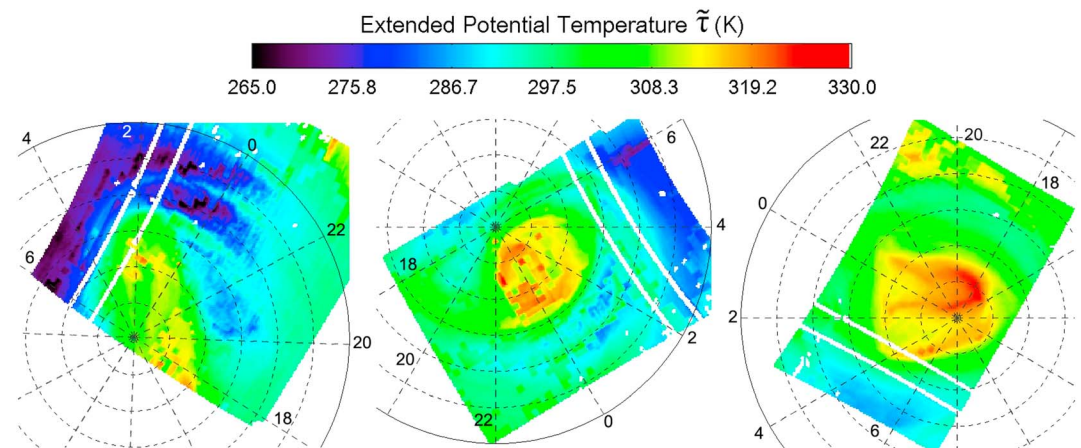 Extended Potential Temperature τ̃ (K)
265.0 275.8 286.7 297.5 308.3 319.2 330.0
4 2 0 22 20 18 6
6 4 2 0 22 20 18
22 20 18 0 2 4 6